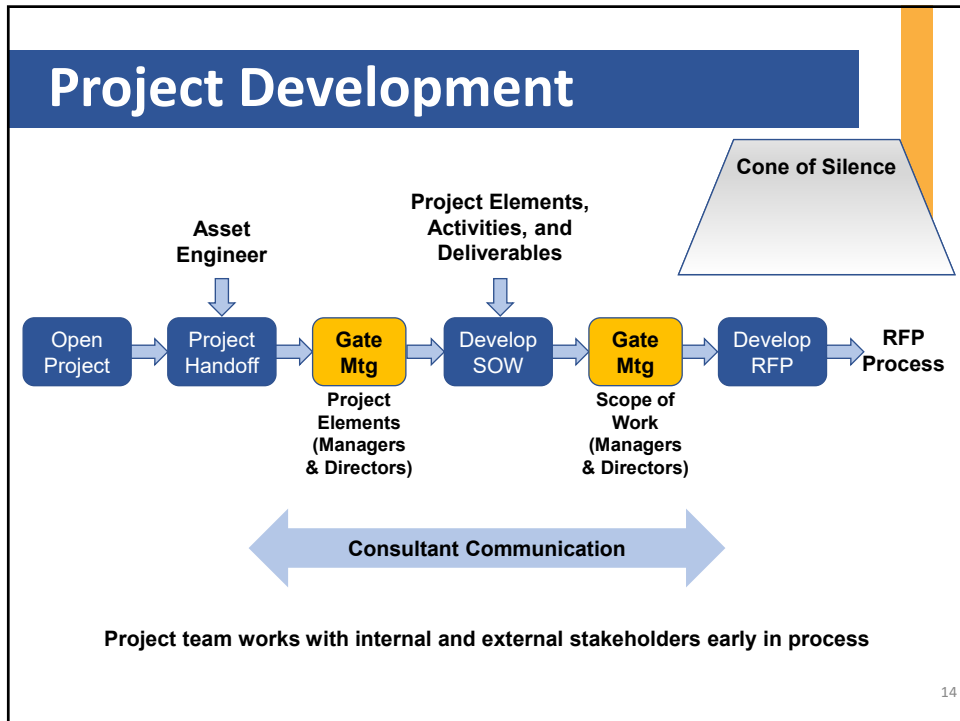 Project Development
Cone of Silence
Asset
Engineer
Project Elements,
Activities, and
Deliverables
Open
Project
Project
Handoff
Gate
Mtg
Develop
SOW
Gate
Mtg
Develop
RFP
RFP
Process
Project
Elements
(Managers
& Directors)
Scope of
Work
(Managers
& Directors)
Consultant Communication
Project team works with internal and external stakeholders early in process
14